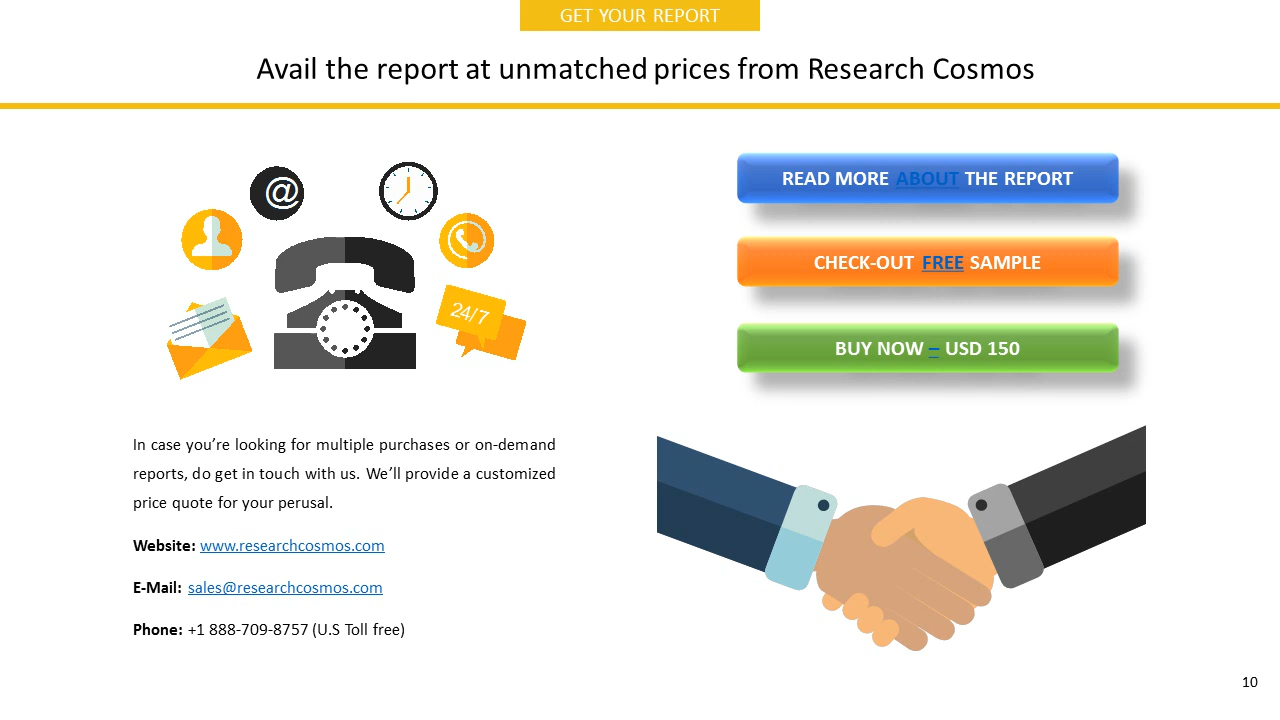 GET YOUR REPORT
Avail the report at unmatched prices from Research Cosmos
@
24/7
READ MORE ABOUT THE REPORT
CHECK-OUT FREE SAMPLE
BUY NOW – USD 150
In case you’re looking for multiple purchases or on-demand
reports, do get in touch with us. We’ll provide a customized
price quote for your perusal.
Website: www.researchcosmos.com
E-Mail: sales@researchcosmos.com
Phone: +1 888-709-8757 (U.S Toll free)
10